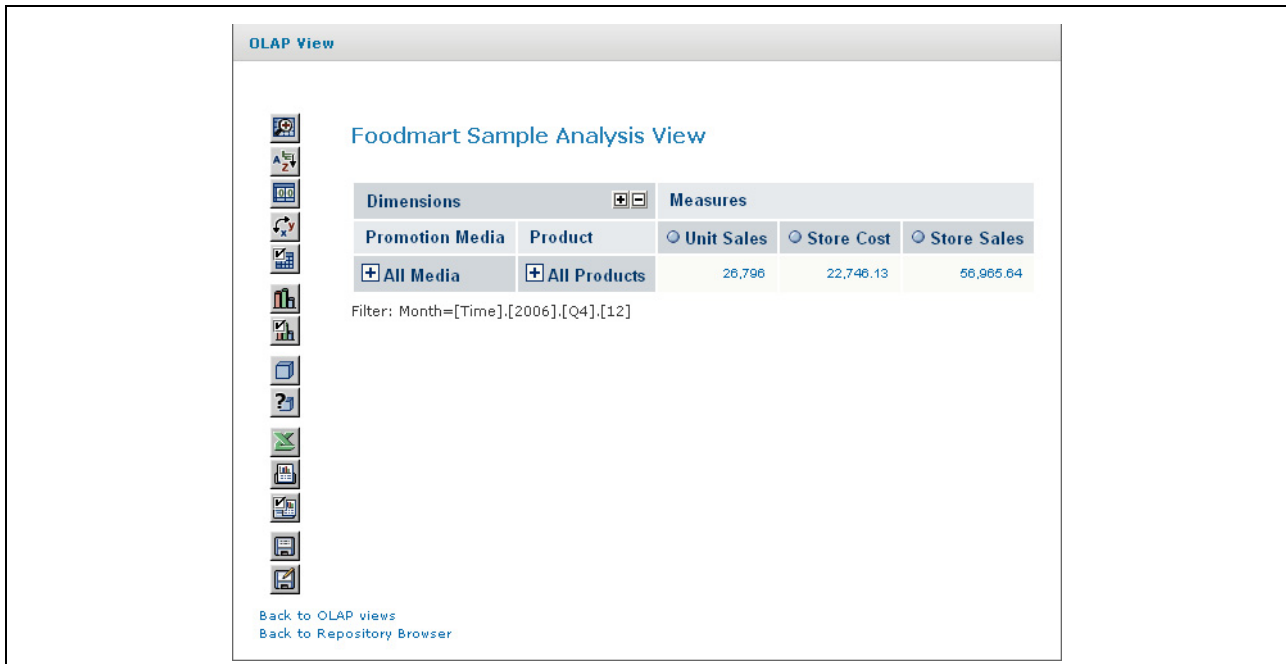 OLAP View
Foodmart Sample Analysis View
Dimensions Measures
Promotion Media Product Unit Sales Store Cost Store Sales
All Media All Products 26,796 22,746.13 56,965.64
Filter: Month=[Time].[2006].[Q4].[12]
Back to OLAP views
Back to Repository Browser